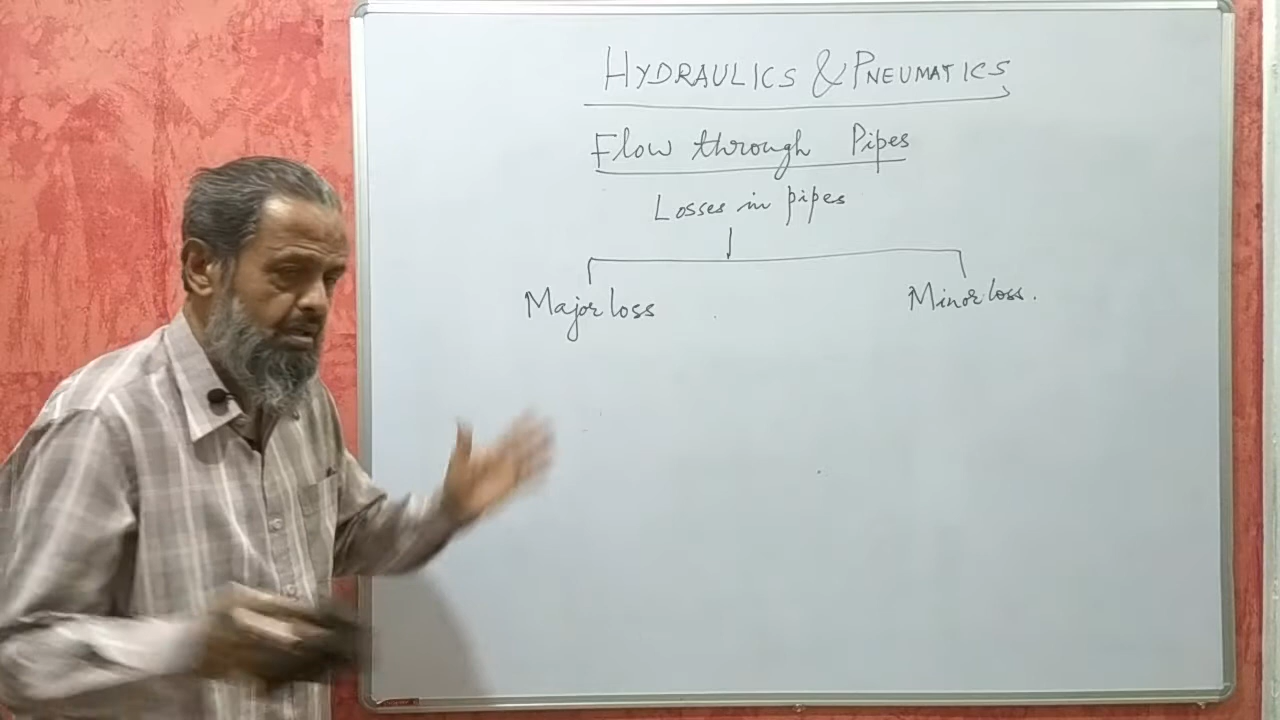 HYDRAULICS & PNEUMATICS
Flow through Pipes
Losses in pipes
Major loss
Minor loss.